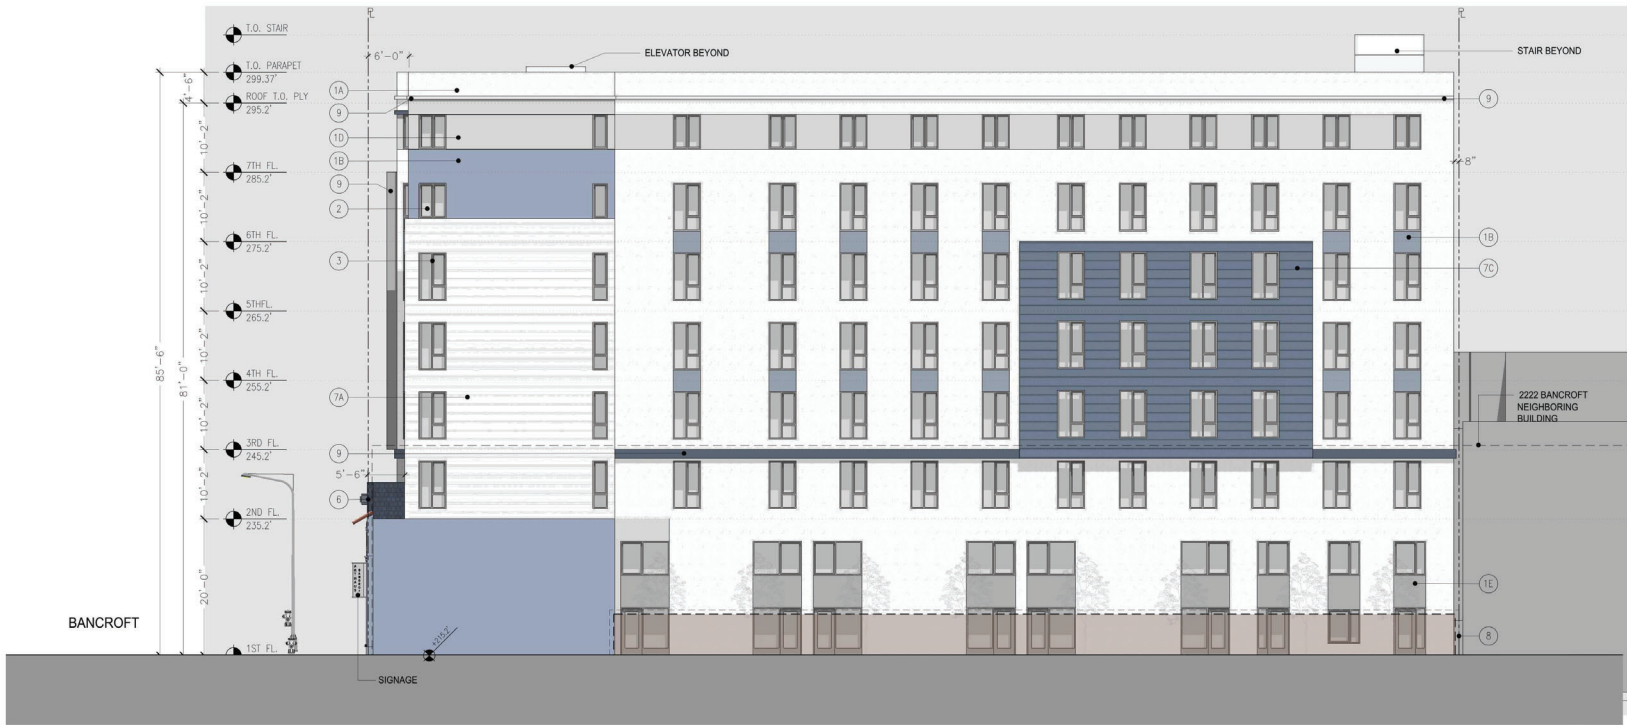 T.O. STAIR
6'-0"
ELEVATOR BEYOND
STAIR BEYOND
T.O. PARAPET
299.37'
4'-6"
ROOF T.O. PLY
295.2'
1A
9
9
10'-2"
1D
1B
8"
7TH FL.
285.2'
9
10'-2"
2
6TH FL.
275.2'
1B
3
7C
10'-2"
5THFL.
265.2'
10'-2"
85'-6"
81'-0"
4TH FL.
255.2'
7A
2222 BANCROFT
NEIGHBORING
BUILDING
10'-2"
3RD FL.
245.2'
9
5'-6"
10'-2"
6
2ND FL.
235.2'
20'-0"
1E
BANCROFT
+215.2'
8
1ST FL.
SIGNAGE